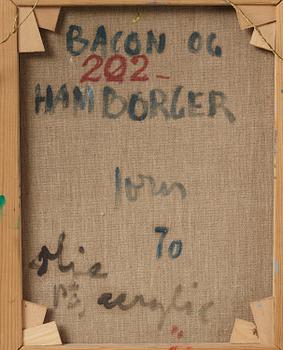 BACON OG
202-
HAMBORGER
Jorn
70
Olie
på acrylic